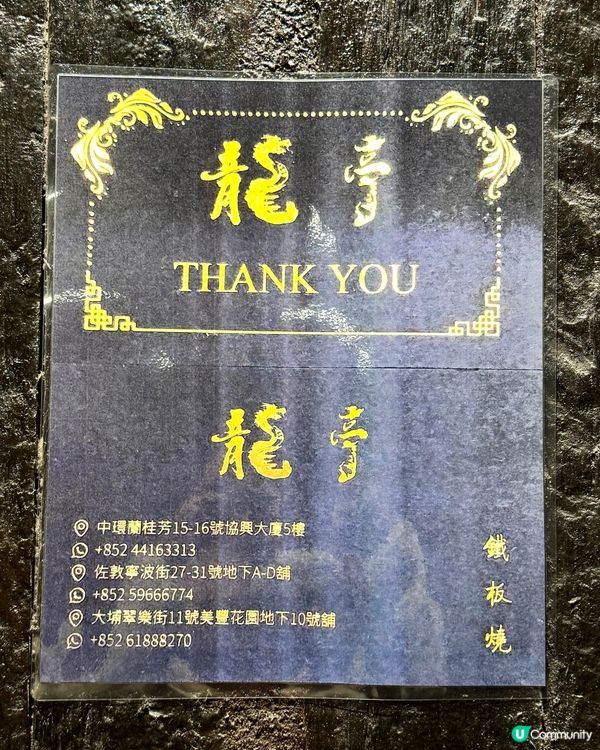 龍亭
THANK YOU
龍亭
中環蘭桂芳15-16號協興大廈5樓
+852 44163313
佐敦寧波街27-31號地下A-D舖
+852 59666774
大埔翠樂街11號美豐花園地下10號舖
+852 61888270
鐵板燒
U Community